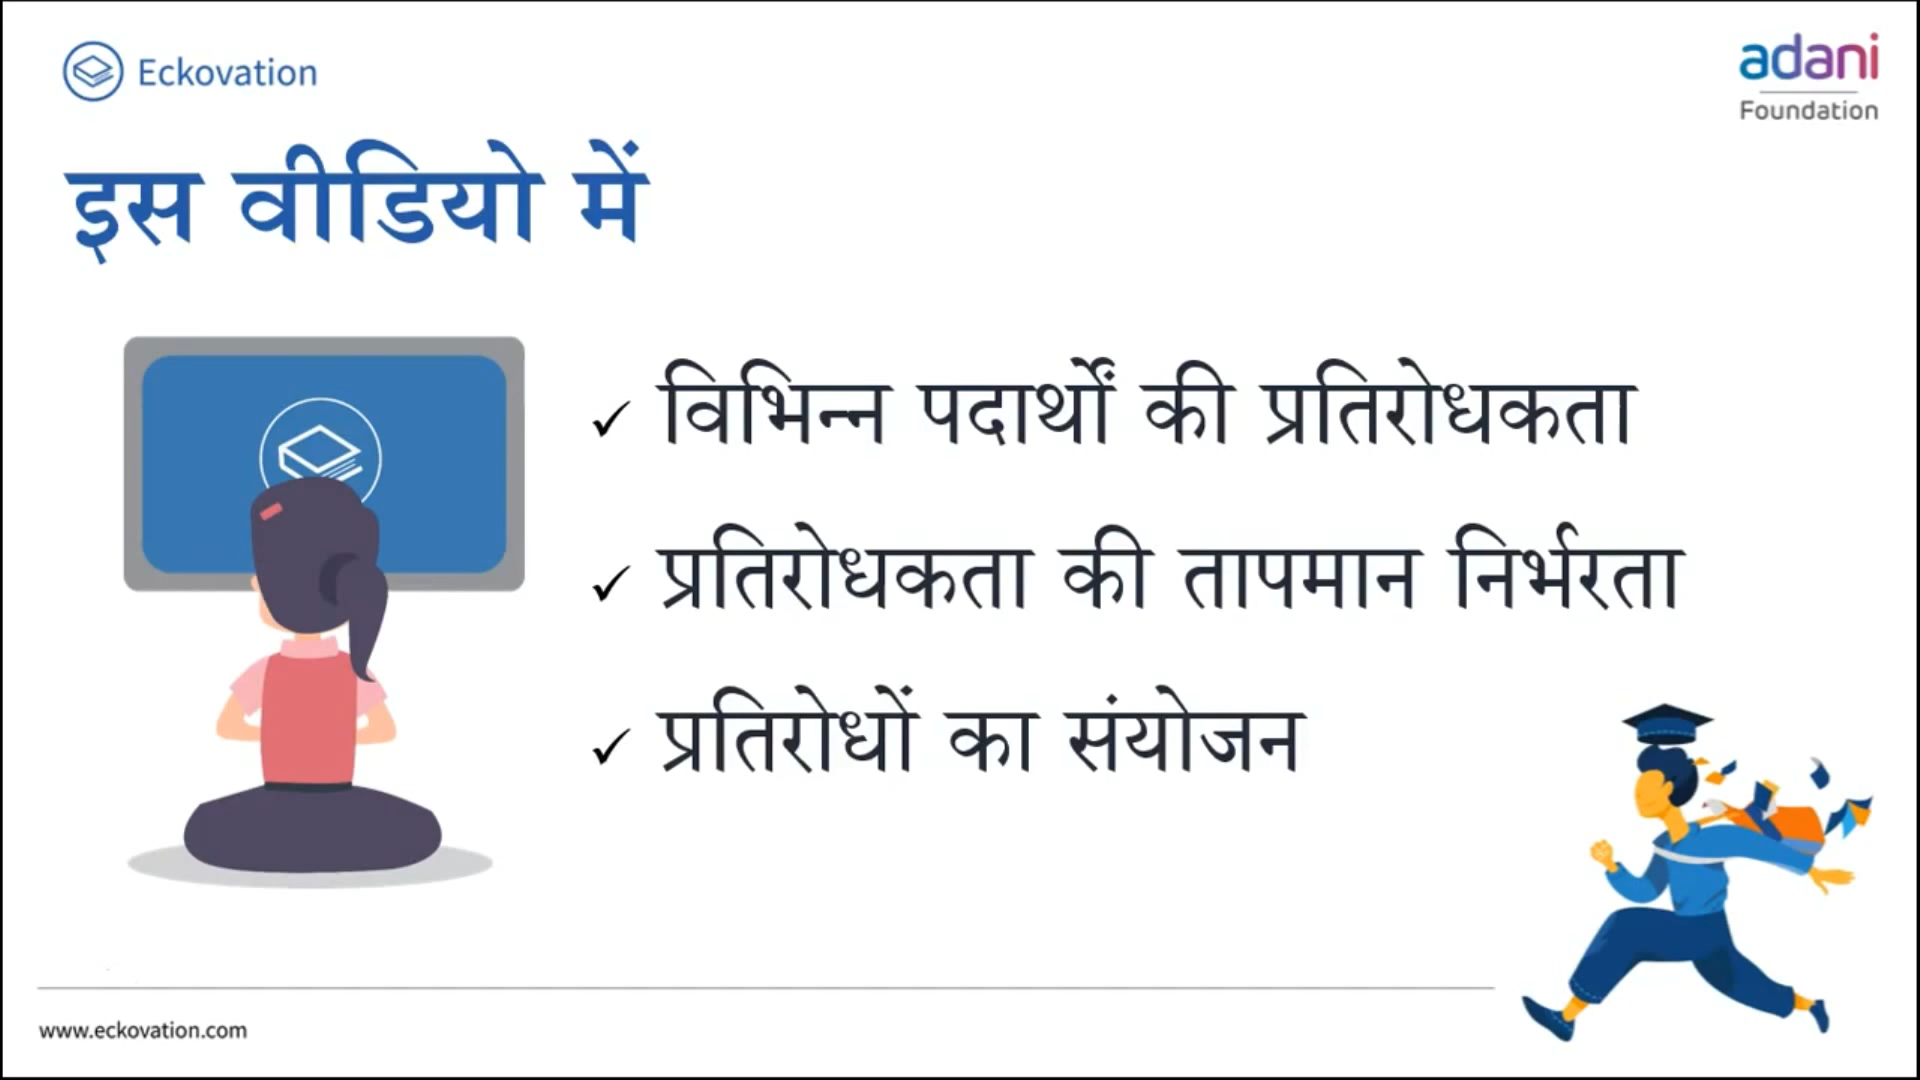 Eckovation
adani
Foundation
इस वीडियो में
✓ विभिन्न पदार्थों की प्रतिरोधकता
✓ प्रतिरोधकता की तापमान निर्भरता
✓ प्रतिरोधों का संयोजन
www.eckovation.com